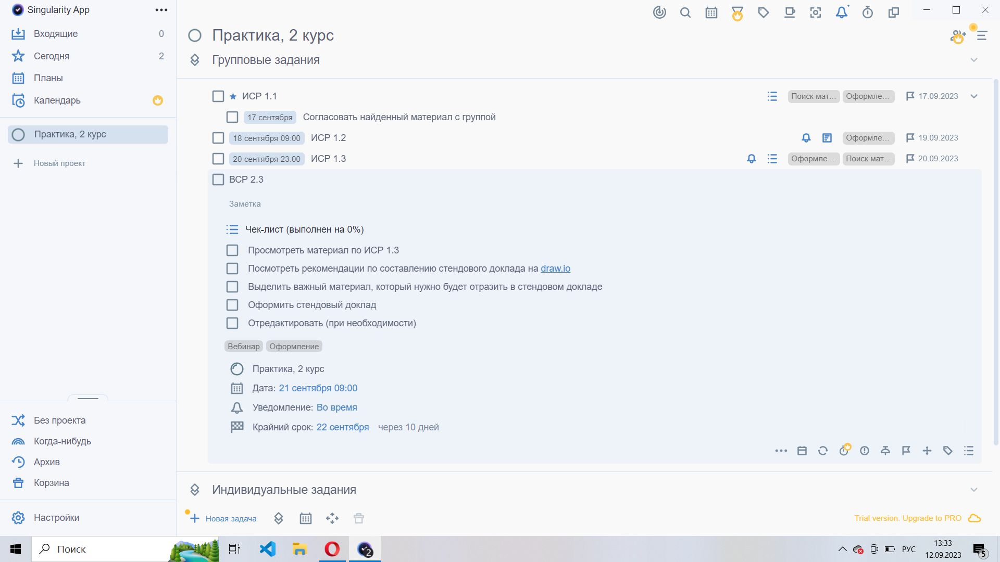 Singularity App
Входящие 0
Сегодня 2
Планы
Календарь
Практика, 2 курс
Новый проект
Без проекта
Когда-нибудь
Архив
Корзина
Настройки
Практика, 2 курс
Групповые задания
ИСР 1.1 Поиск мат... Оформле... 17.09.2023
17 сентября Согласовать найденный материал с группой
18 сентября 09:00 ИСР 1.2 Оформле... 19.09.2023
20 сентября 23:00 ИСР 1.3 Оформле... Поиск мат... 20.09.2023
ВСР 2.3
Заметка
Чек-лист (выполнен на 0%)
Просмотреть материал по ИСР 1.3
Посмотреть рекомендации по составлению стендового доклада на draw.io
Выделить важный материал, который нужно будет отразить в стендовом докладе
Оформить стендовый доклад
Отредактировать (при необходимости)
Вебинар Оформление
Практика, 2 курс
Дата: 21 сентября 09:00
Уведомление: Во время
Крайний срок: 22 сентября через 10 дней
Индивидуальные задания
Новая задача
Trial version. Upgrade to PRO
Поиск
2
РУС
13:33
12.09.2023
5